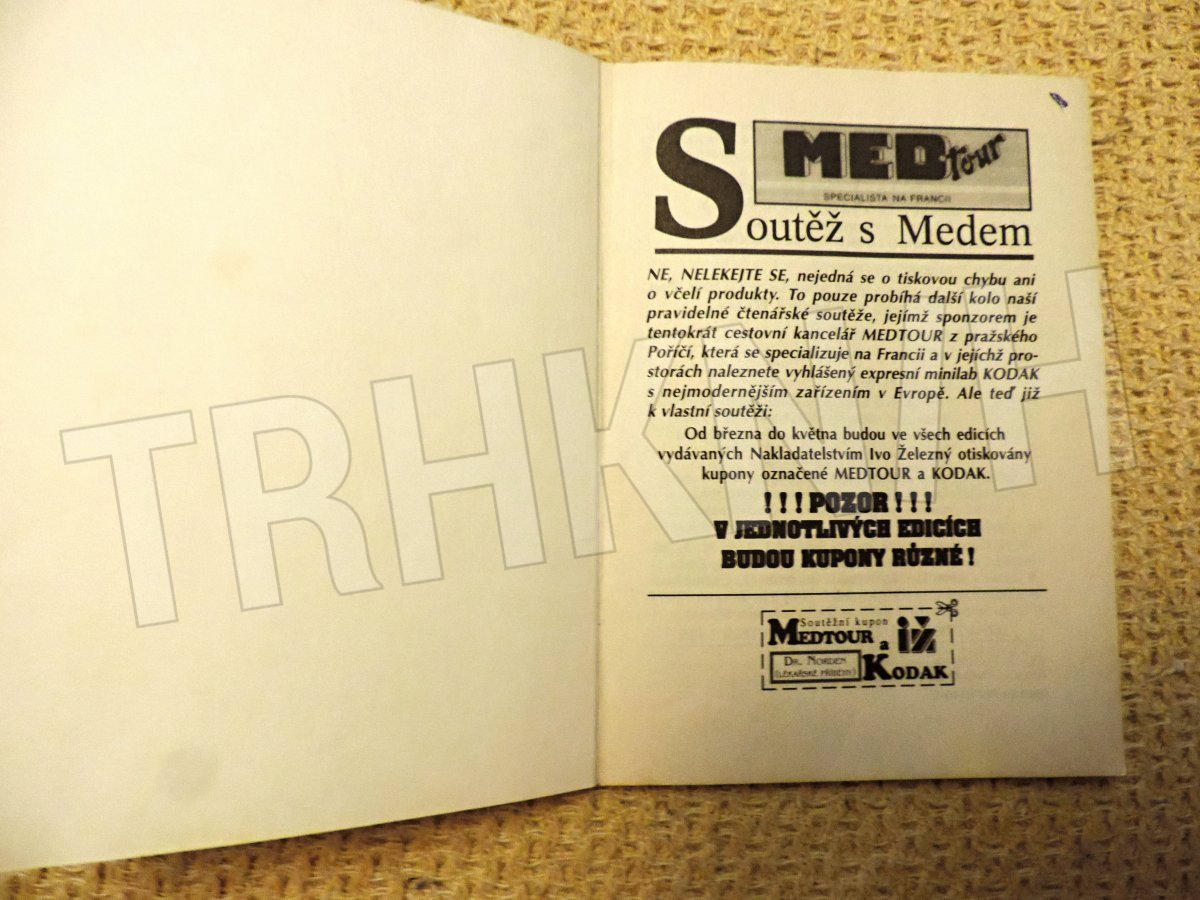 MEDtour
SPECIALISTA NA FRANCII
Soutěž s Medem
NE, NELEKEJTE SE, nejedná se o tiskovou chybu ani
o včelí produkty. To pouze probíhá další kolo naší
pravidelné čtenářské soutěže, jejímž sponzorem je
tentokrát cestovní kancelář MEDTOUR z pražského
Poříčí, která se specializuje na Francii a v jejíchž pro-
storách naleznete vyhlášený expresní minilab KODAK
s nejmodernějším zařízením v Evropě. Ale teď již
k vlastní soutěži:
Od března do května budou ve všech edicích
vydávaných Nakladatelstvím Ivo Železný otiskovány
kupony označené MEDTOUR a KODAK.
! ! ! POZOR ! ! !
V JEDNOTLIVÝCH EDICÍCH
BUDOU KUPONY RŮZNÉ !
Soutěžní kupon
MEDTOUR a iž
DR. NORDEN
(LÉKAŘSKÉ PŘÍBĚHY)
KODAK
TRHKNIH